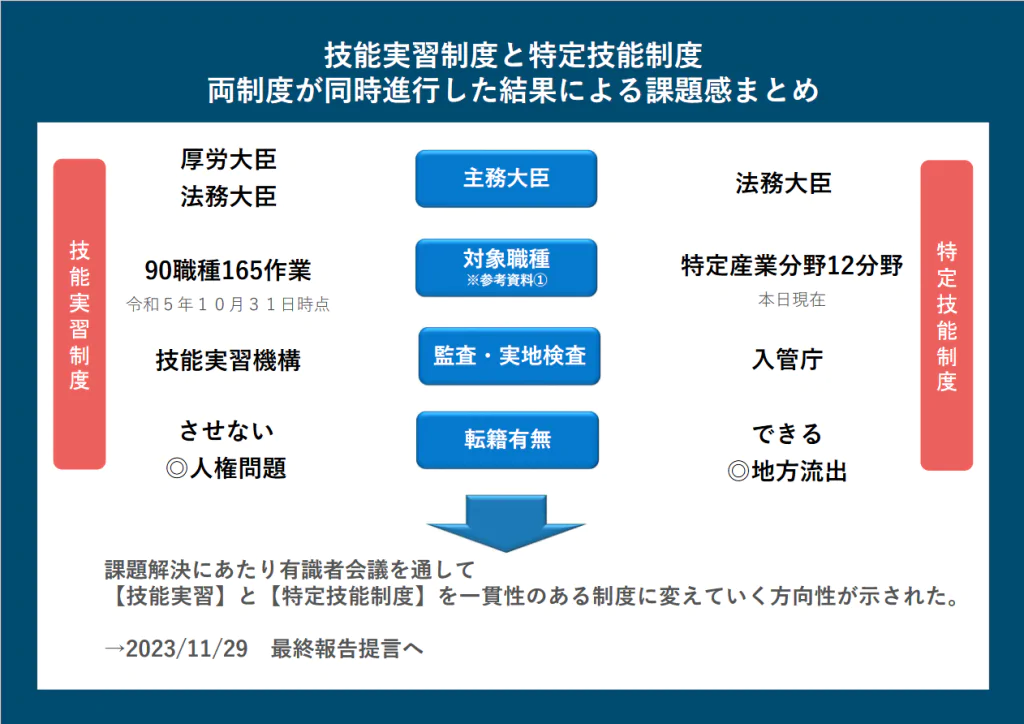 技能実習制度と特定技能制度
両制度が同時進行した結果による課題感まとめ
技能実習制度
特定技能制度
厚労大臣
法務大臣
主務大臣
法務大臣
90職種165作業
令和５年１０月３１日時点
対象職種
※参考資料①
特定産業分野12分野
本日現在
技能実習機構
監査・実地検査
入管庁
させない
◎人権問題
転籍有無
できる
◎地方流出
課題解決にあたり有識者会議を通して
【技能実習】と【特定技能制度】を一貫性のある制度に変えていく方向性が示された。
→2023/11/29　最終報告提言へ